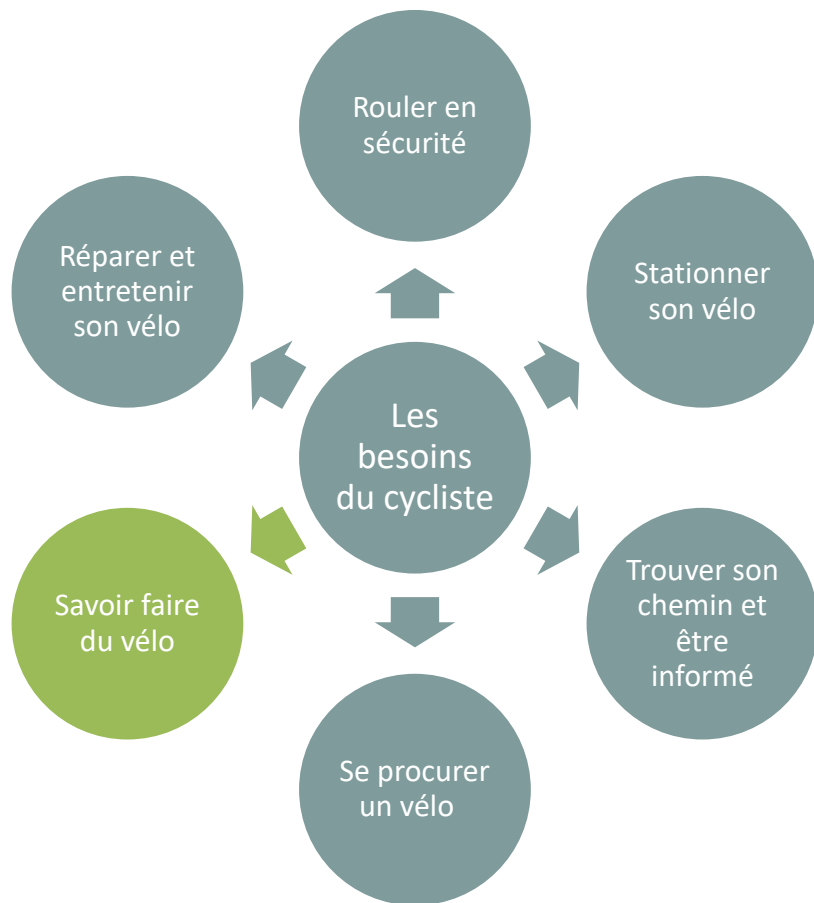 Rouler en
sécurité
Stationner
son vélo
Trouver son
chemin et
être
informé
Se procurer
un vélo
Savoir faire
du vélo
Réparer et
entretenir
son vélo
Les
besoins
du cycliste